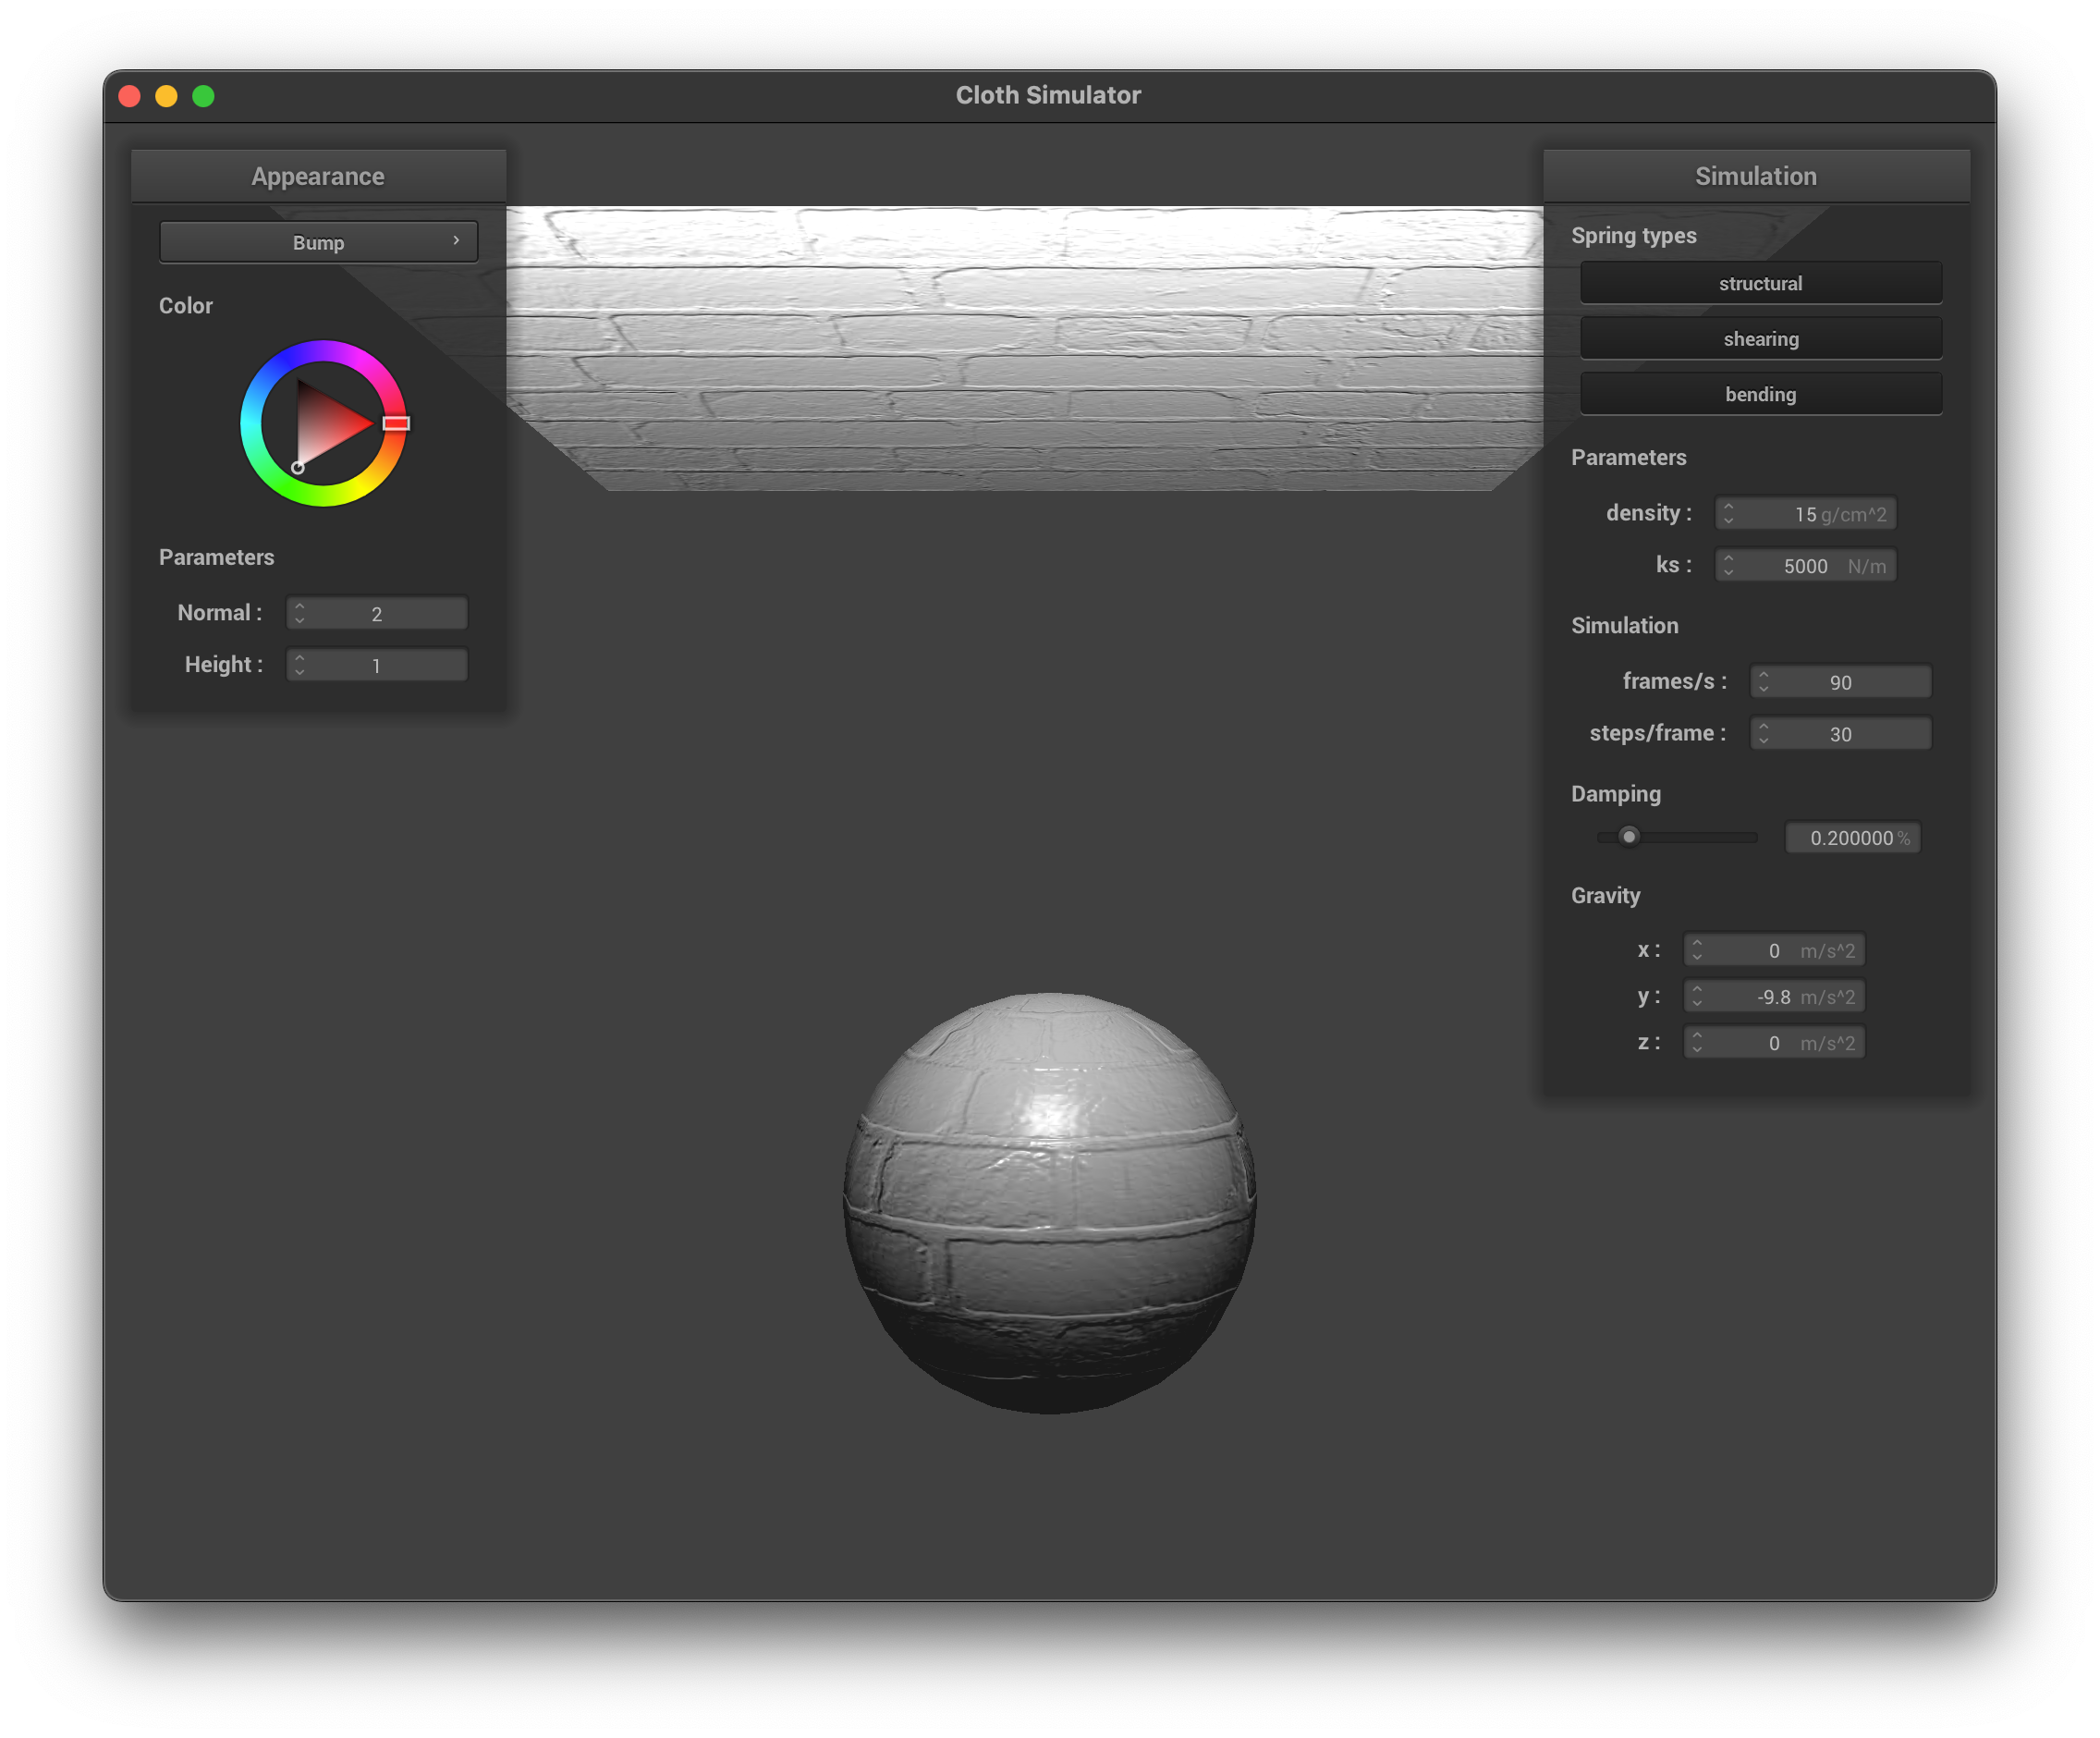 Cloth Simulator
Appearance
Bump
Color
Parameters
Normal : 2
Height : 1
Simulation
Spring types
structural
shearing
bending
Parameters
density : 15 g/cm^2
ks : 5000 N/m
Simulation
frames/s : 90
steps/frame : 30
Damping
0.200000 %
Gravity
x : 0 m/s^2
y : -9.8 m/s^2
z : 0 m/s^2